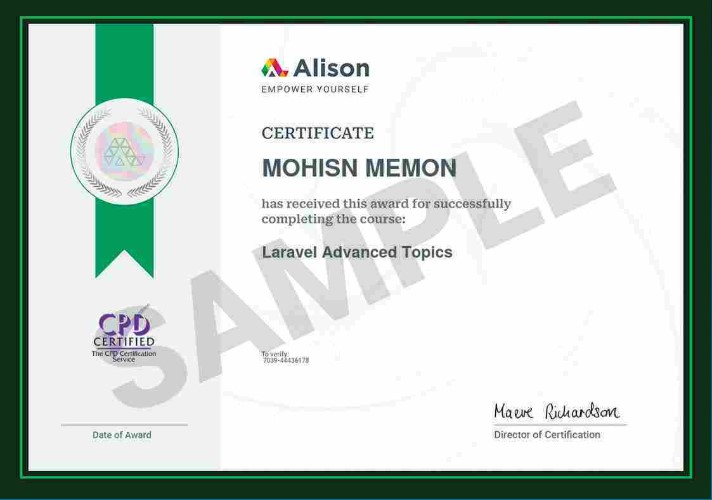 Alison
EMPOWER YOURSELF
CERTIFICATE
MOHISN MEMON
has received this award for successfully
completing the course:
Laravel Advanced Topics
SAMPLE
CPD
CERTIFIED
The CPD Certification
Service
To verify:
7039-44436178
Maeve Richardson
Date of Award
Director of Certification